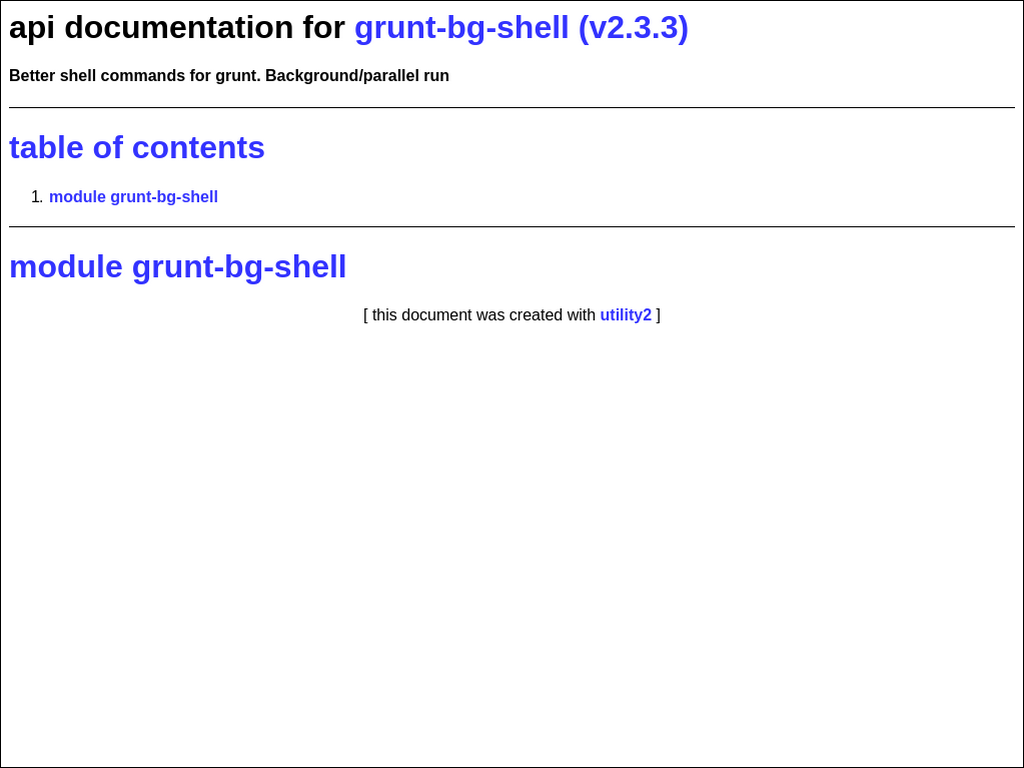 api documentation for grunt-bg-shell (v2.3.3)
Better shell commands for grunt. Background/parallel run
table of contents
1. module grunt-bg-shell
module grunt-bg-shell
[ this document was created with utility2 ]